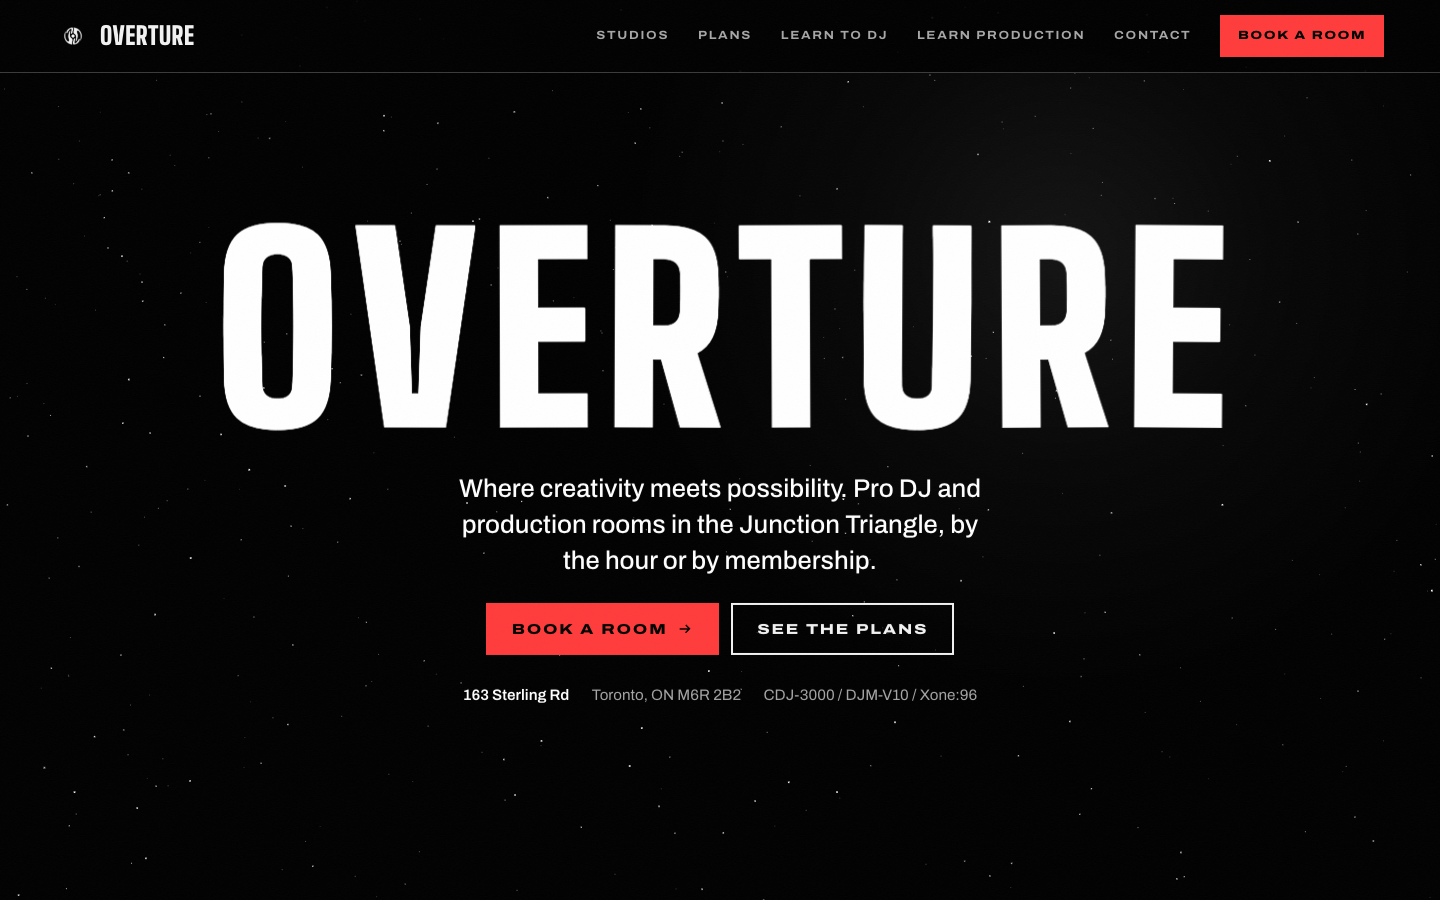 OVERTURE
STUDIOS
PLANS
LEARN TO DJ
LEARN PRODUCTION
CONTACT
BOOK A ROOM
OVERTURE
Where creativity meets possibility. Pro DJ and
production rooms in the Junction Triangle, by
the hour or by membership.
BOOK A ROOM →
SEE THE PLANS
163 Sterling Rd
Toronto, ON M6R 2B2
CDJ-3000 / DJM-V10 / Xone:96